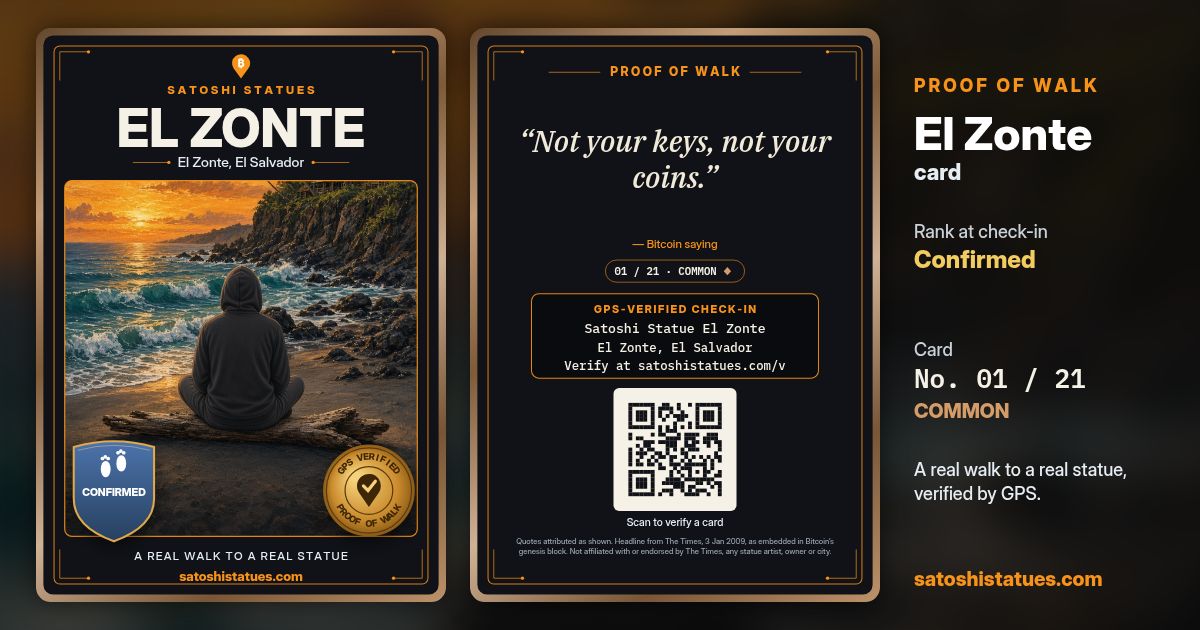 SATOSHI STATUES
EL ZONTE
El Zonte, El Salvador
CONFIRMED
GPS VERIFIED
PROOF OF WALK
A REAL WALK TO A REAL STATUE
satoshistatues.com
PROOF OF WALK
“Not your keys, not your
coins.”
— Bitcoin saying
01 / 21 · COMMON
GPS-VERIFIED CHECK-IN
Satoshi Statue El Zonte
El Zonte, El Salvador
Verify at satoshistatues.com/v
Scan to verify a card
Quotes attributed as shown. Headline from The Times, 3 Jan 2009, as embedded in Bitcoin's
genesis block. Not affiliated with or endorsed by The Times, any statue artist, owner or city.
PROOF OF WALK
El Zonte
card
Rank at check-in
Confirmed
Card
No. 01 / 21
COMMON
A real walk to a real statue,
verified by GPS.
satoshistatues.com